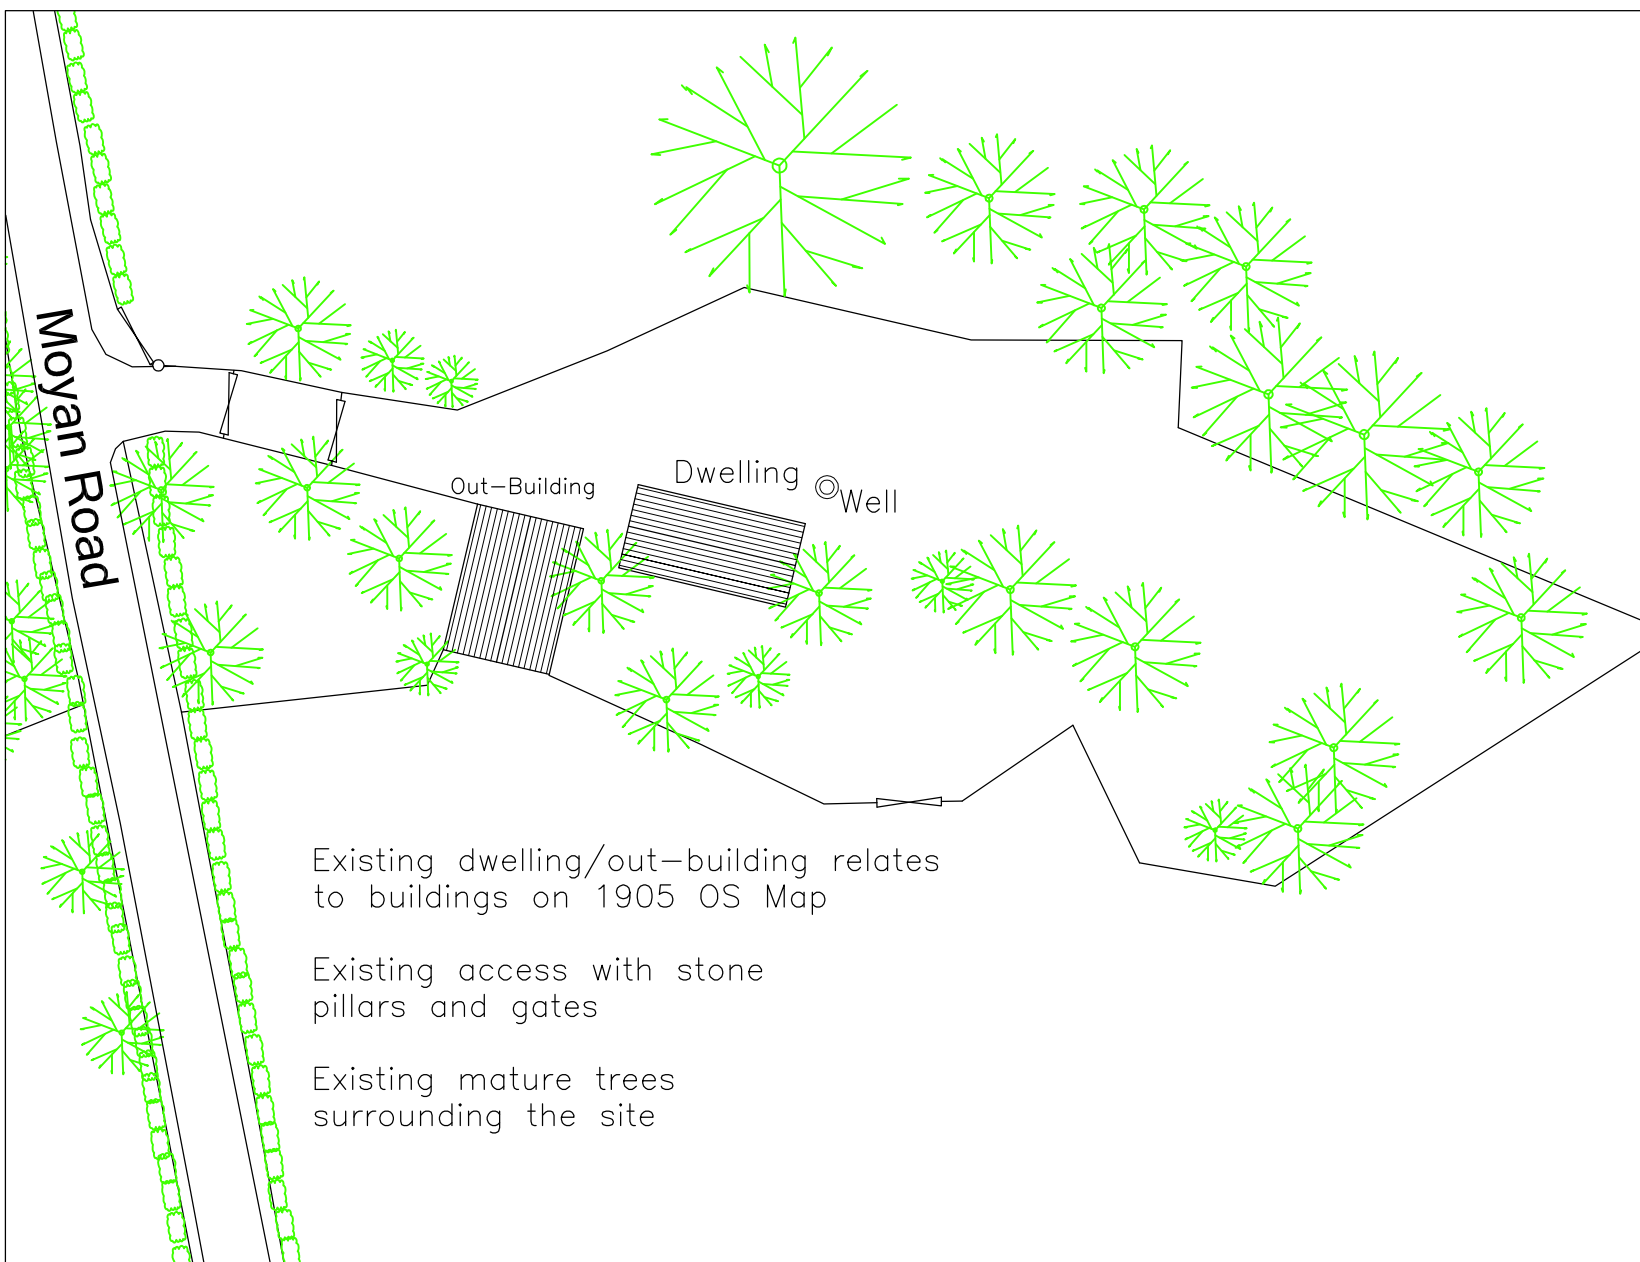 Moyan Road
Out-Building
Dwelling
Well
Existing dwelling/out-building relates
to buildings on 1905 OS Map
Existing access with stone
pillars and gates
Existing mature trees
surrounding the site